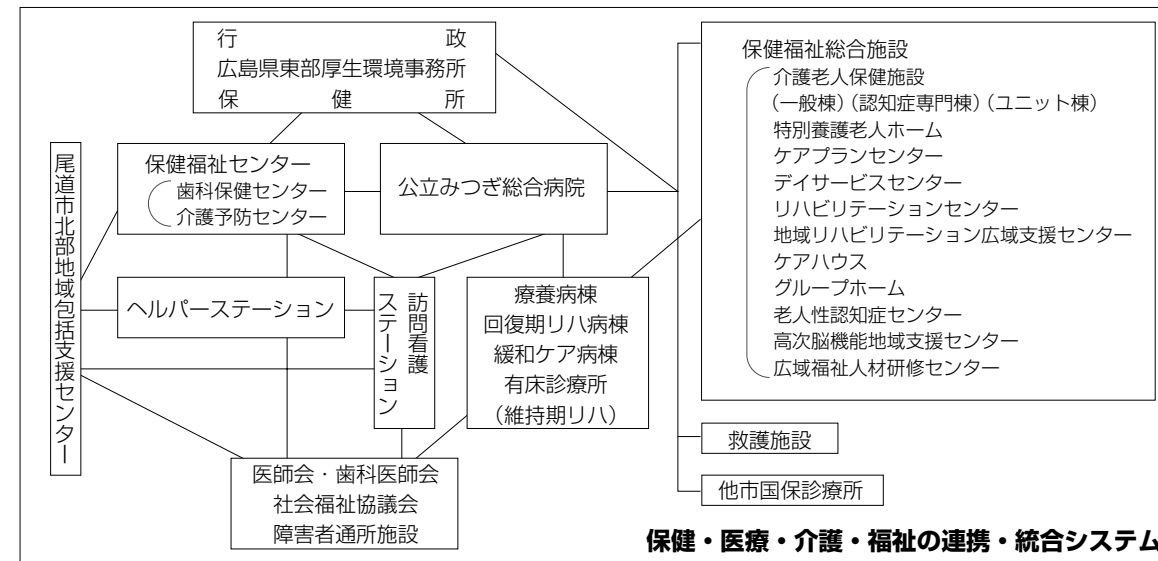 行政
広島県東部厚生環境事務所
保健所
保健福祉センター
歯科保健センター
介護予防センター
公立みつぎ総合病院
尾道市北部地域包括支援センター
ヘルパーステーション
訪問看護
ステーション
療養病棟
回復期リハ病棟
緩和ケア病棟
有床診療所
（維持期リハ）
医師会・歯科医師会
社会福祉協議会
障害者通所施設
保健福祉総合施設
介護老人保健施設
（一般棟）（認知症専門棟）（ユニット棟）
特別養護老人ホーム
ケアプランセンター
デイサービスセンター
リハビリテーションセンター
地域リハビリテーション広域支援センター
ケアハウス
グループホーム
老人性認知症センター
高次脳機能地域支援センター
広域福祉人材研修センター
救護施設
他市国保診療所
保健・医療・介護・福祉の連携・統合システム